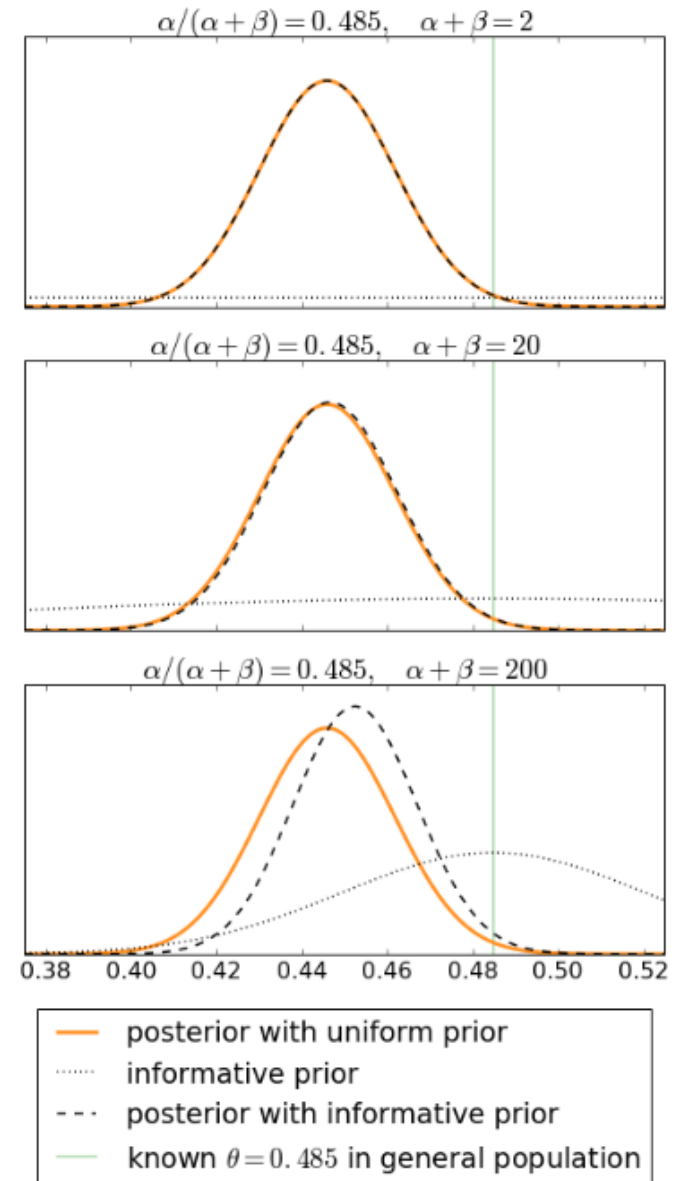 α/(α + β) = 0.485, α + β = 2
α/(α + β) = 0.485, α + β = 20
α/(α + β) = 0.485, α + β = 200
0.38 0.40 0.42 0.44 0.46 0.48 0.50 0.52
posterior with uniform prior
informative prior
posterior with informative prior
known θ = 0.485 in general population